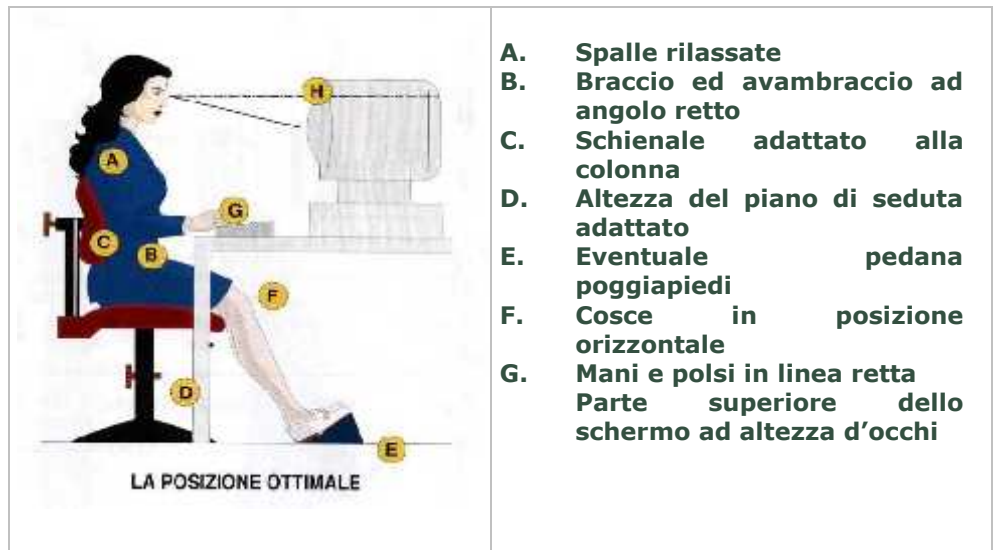 H
A
G
C
B
F
D
E
LA POSIZIONE OTTIMALE
A. Spalle rilassate
B. Braccio ed avambraccio ad
angolo retto
C. Schienale adattato alla
colonna
D. Altezza del piano di seduta
adattato
E. Eventuale pedana
poggiapiedi
F. Cosce in posizione
orizzontale
G. Mani e polsi in linea retta
Parte superiore dello
schermo ad altezza d’occhi